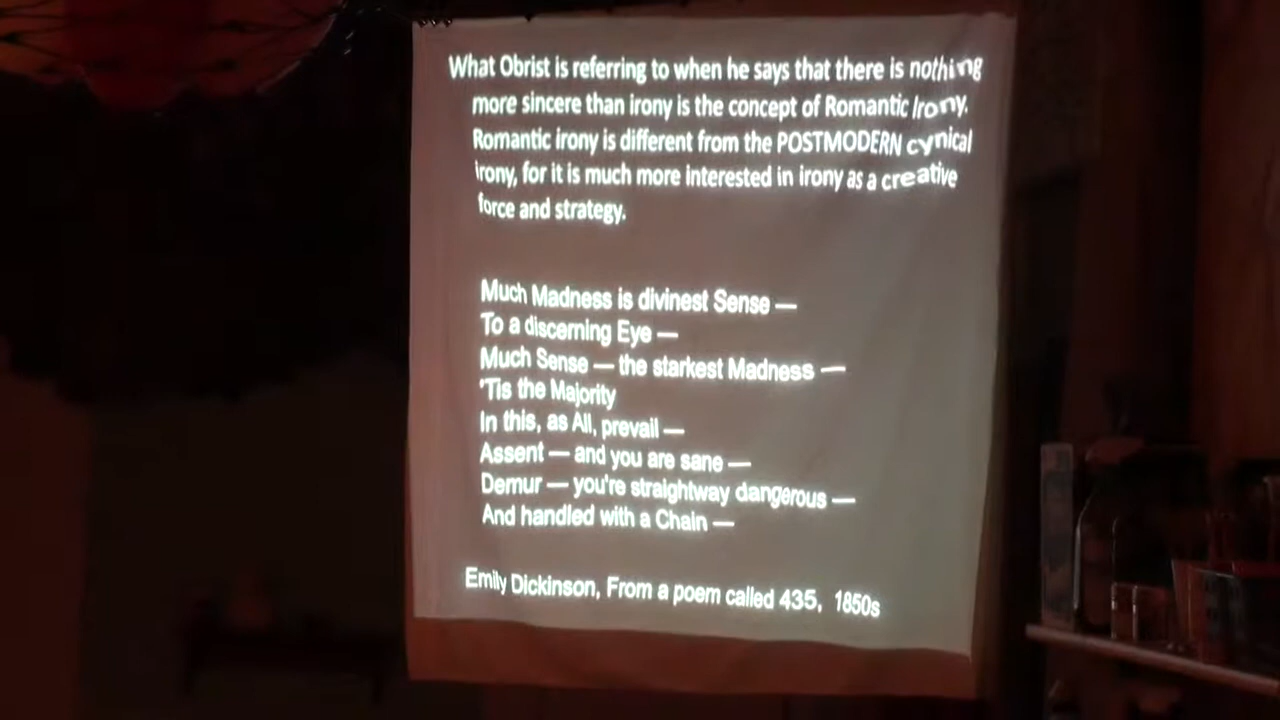 What Obrist is referring to when he says that there is nothing
more sincere than irony is the concept of Romantic Irony.
Romantic irony is different from the POSTMODERN cynical
irony, for it is much more interested in irony as a creative
force and strategy.
Much Madness is divinest Sense —
To a discerning Eye —
Much Sense — the starkest Madness —
'Tis the Majority
In this, as All, prevail —
Assent — and you are sane —
Demur — you're straightway dangerous —
And handled with a Chain —
Emily Dickinson, From a poem called 435, 1850s